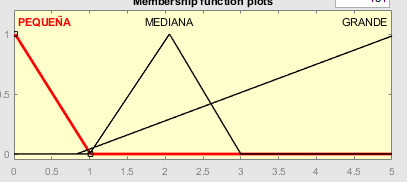 Membership function plots
PEQUEÑA MEDIANA GRANDE
1
0.5
0
0 0.5 1 1.5 2 2.5 3 3.5 4 4.5 5